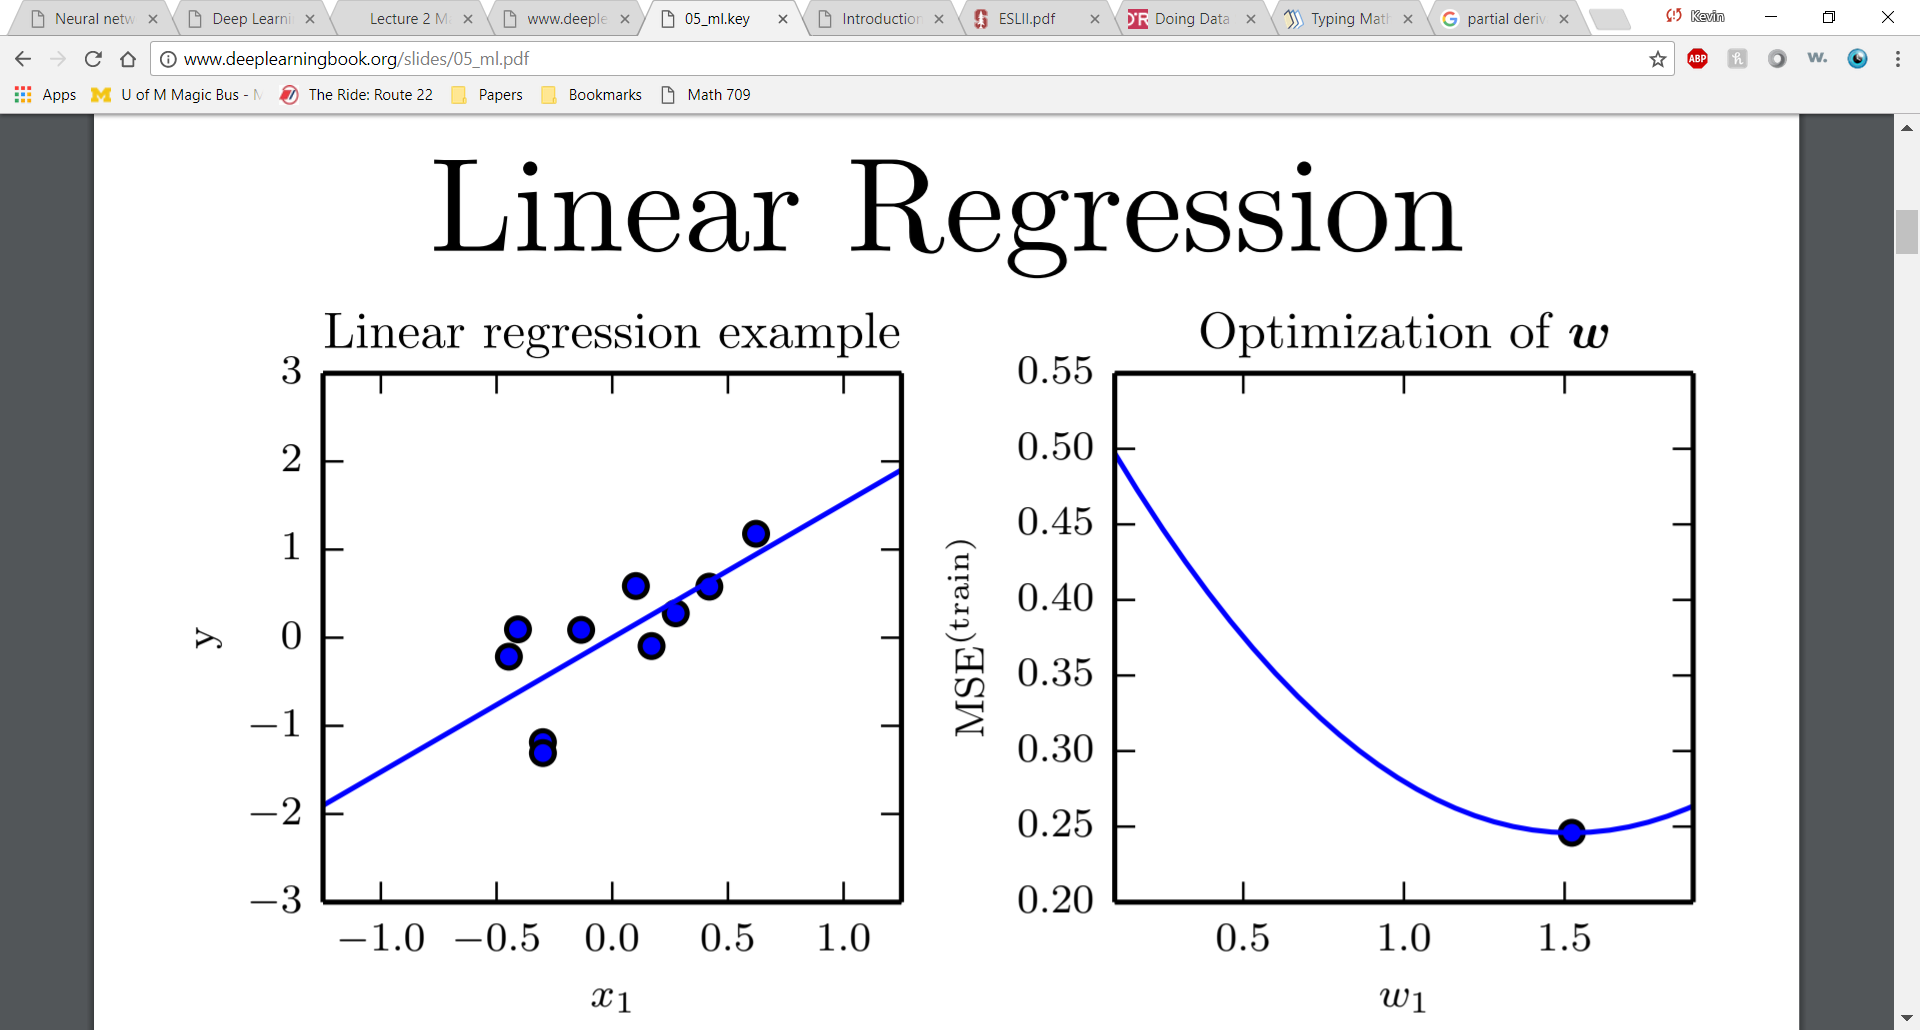 Neural netw
Deep Learni
Lecture 2 M
www.deeple
05_ml.key
Introduction
ESLII.pdf
Doing Data
Typing Math
partial deriv
Kevin
www.deeplearningbook.org/slides/05_ml.pdf
ABP
w.
Apps
U of M Magic Bus - M
The Ride: Route 22
Papers
Bookmarks
Math 709
Linear Regression
Linear regression example
3
2
1
0
−1
−2
−3
y
−1.0 −0.5 0.0 0.5 1.0
x₁
Optimization of w
0.55
0.50
0.45
0.40
0.35
0.30
0.25
0.20
MSE(train)
0.5 1.0 1.5
w₁